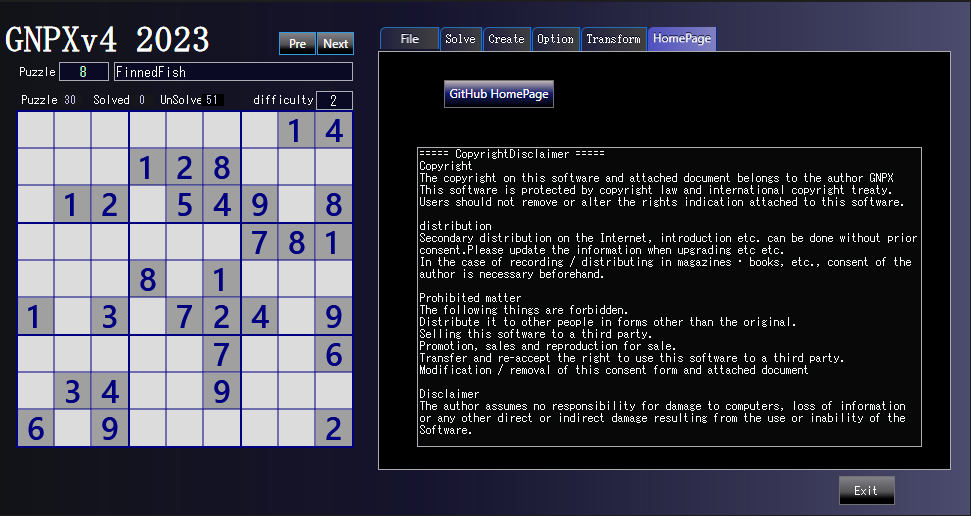 GNPXv4 2023
Pre Next
Puzzle 8 FinnedFish
Puzzle 30 Solved 0 UnSolve 51 difficulty 2
1 4
1 2 8
1 2 5 4 9 8
7 8 1
8 1
1 3 7 2 4 9
7 6
3 4 9
6 9 2
File Solve Create Option Transform HomePage
GitHub HomePage
===== CopyrightDisclaimer =====
Copyright
The copyright on this software and attached document belongs to the author GNPX
This software is protected by copyright law and international copyright treaty.
Users should not remove or alter the rights indication attached to this software.
distribution
Secondary distribution on the Internet, introduction etc. can be done without prior
consent.Please update the information when upgrading etc etc.
In the case of recording / distributing in magazines · books, etc., consent of the
author is necessary beforehand.
Prohibited matter
The following things are forbidden.
Distribute it to other people in forms other than the original.
Selling this software to a third party.
Promotion, sales and reproduction for sale.
Transfer and re-accept the right to use this software to a third party.
Modification / removal of this consent form and attached document
Disclaimer
The author assumes no responsibility for damage to computers, loss of information
or any other direct or indirect damage resulting from the use or inability of the
Software.
Exit